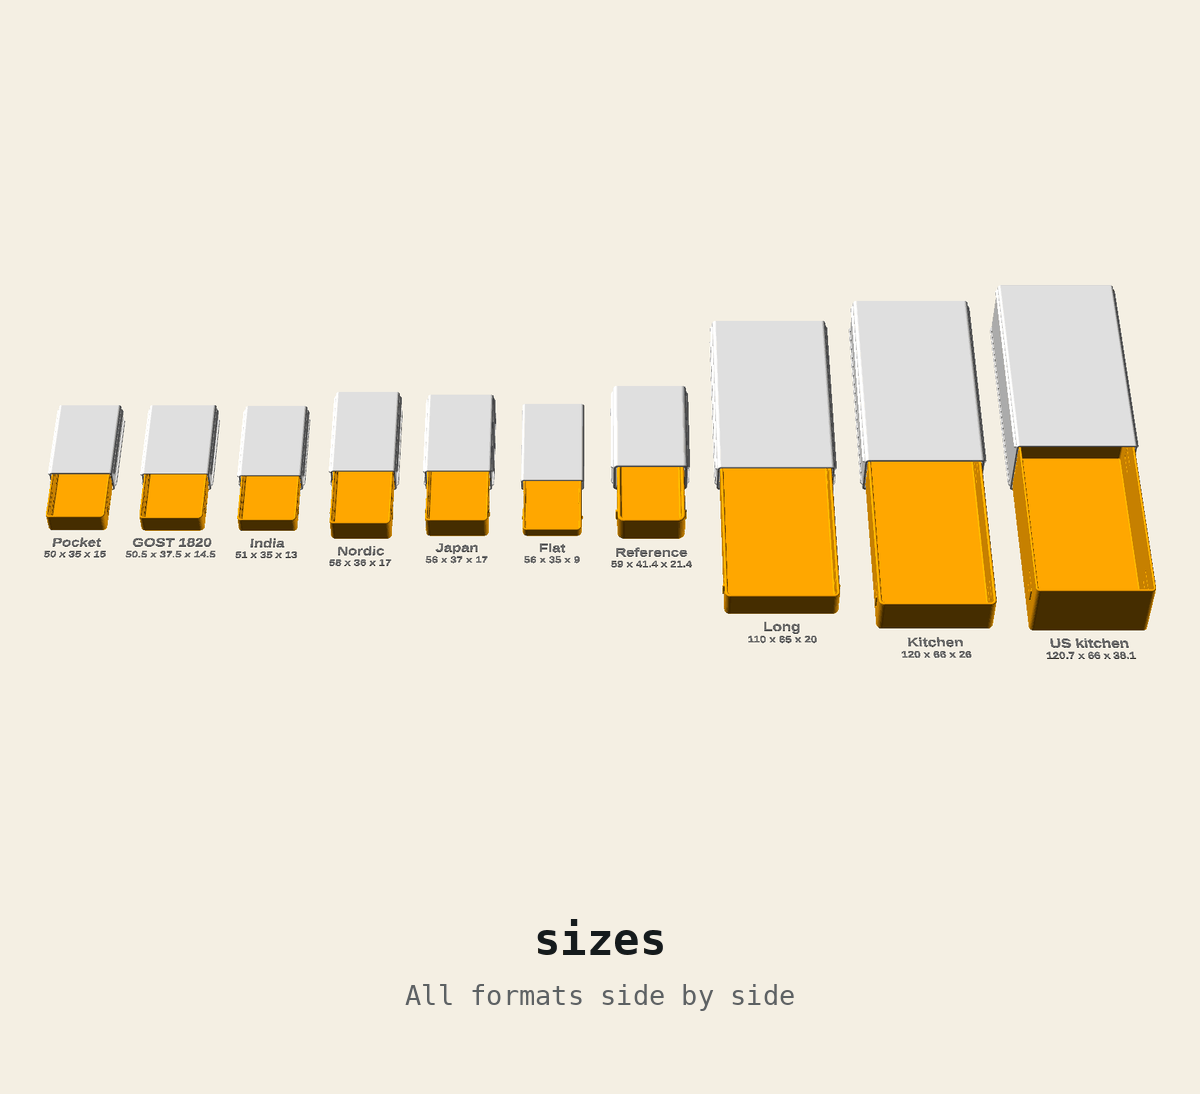 Pocket
50 x 35 x 15
GOST 1820
50.5 x 37.5 x 14.5
India
51 x 35 x 13
Nordic
58 x 36 x 17
Japan
56 x 37 x 17
Flat
56 x 35 x 9
Reference
59 x 41.4 x 21.4
Long
110 x 65 x 20
Kitchen
120 x 66 x 26
US kitchen
120.7 x 66 x 38.1
sizes
All formats side by side